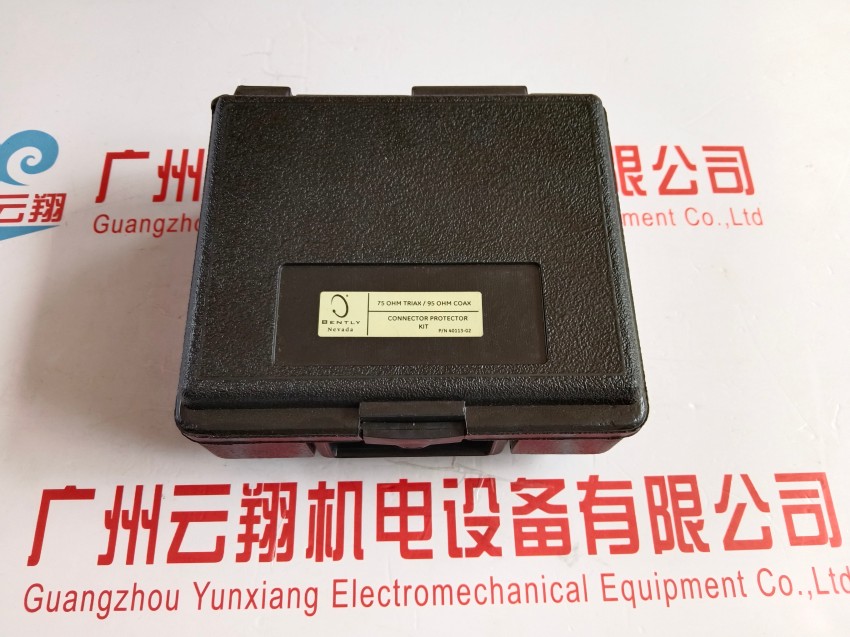 广州
限公司
Guangzho
ment Co.,Ltd
云翔
BENTLY
Nevada
75 OHM TRIAX / 95 OHM COAX
CONNECTOR PROTECTOR
KIT
P/N 40113-02
广州云翔机电设备有限公司
Guangzhou Yunxiang Electromechanical Equipment Co.,Ltd